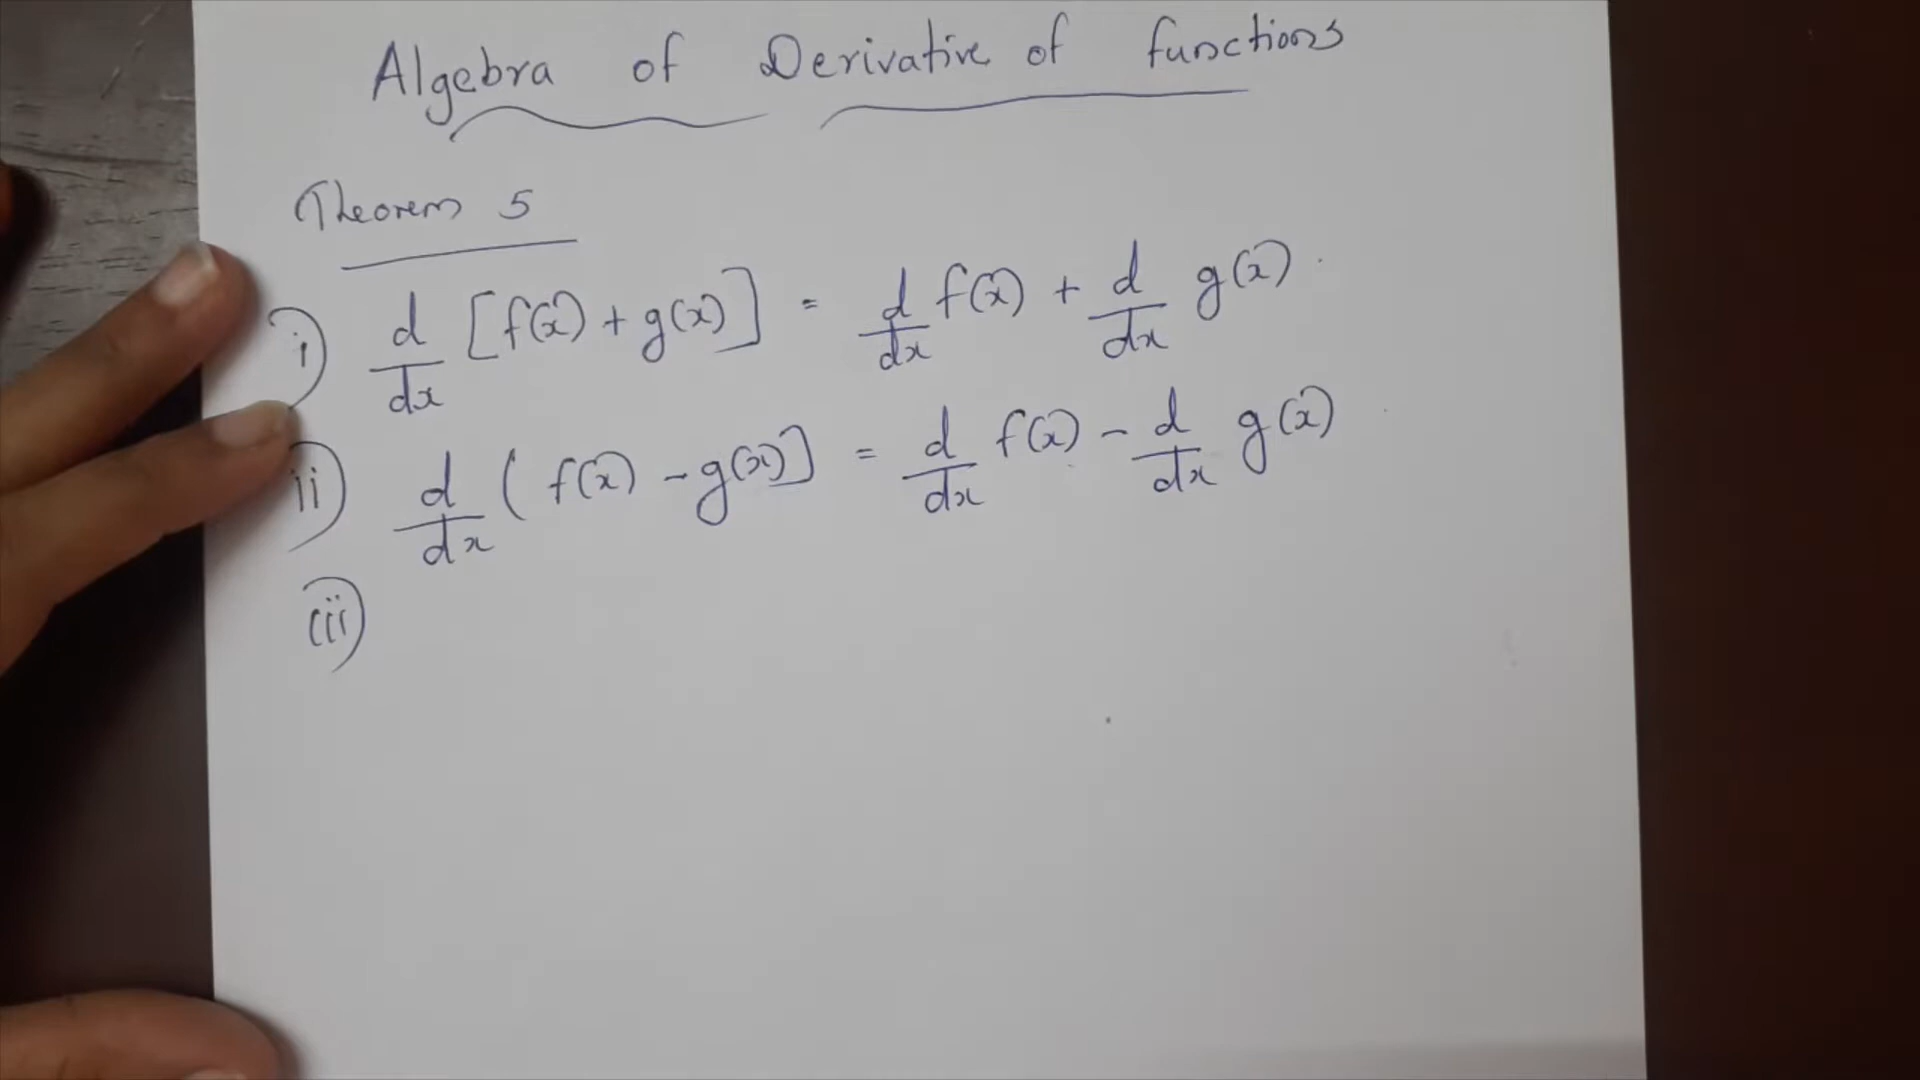 Algebra of Derivative of functions
Theorem 5
i) d/dx [f(x) + g(x)] = d/dx f(x) + d/dx g(x).
ii) d/dx ( f(x) - g(x)] = d/dx f(x) - d/dx g(x)
(iii)